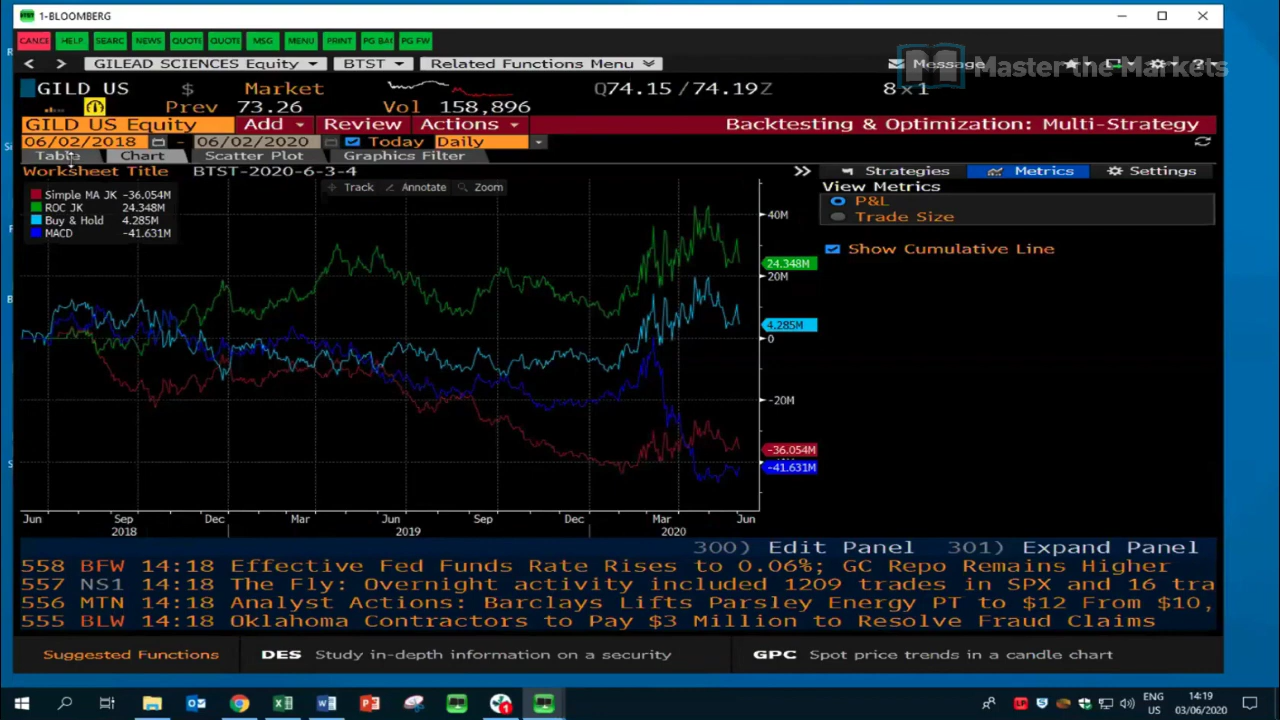 1-BLOOMBERG
CANCE HELP SEARC NEWS QUOTE QUOTE MSG MENU PRINT PG BAC PG FW
GILEAD SCIENCES Equity BTST Related Functions Menu Message
Master the Markets
GILD US $ Market Q74.15 / 74.19Z 8x1
Prev 73.26 Vol 158,896
GILD US Equity Add Review Actions Backtesting & Optimization: Multi-Strategy
06/02/2018 - 06/02/2020 Today Daily
Table Chart Scatter Plot Graphics Filter
Worksheet Title BTST-2020-6-3-4
Strategies Metrics Settings
Track Annotate Zoom
View Metrics
P&L
Trade Size
Show Cumulative Line
Simple MA JK -36.054M
ROC JK 24.348M
Buy & Hold 4.285M
MACD -41.631M
40M
24.348M
20M
4.285M
0
-20M
-36.054M
-41.631M
Jun Sep Dec Mar Jun Sep Dec Mar Jun
2018 2019 2020
300) Edit Panel 301) Expand Panel
558 BFW 14:18 Effective Fed Funds Rate Rises to 0.06%; GC Repo Remains Higher
557 NS1 14:18 The Fly: Overnight activity included 1209 trades in SPX and 16 tra
556 MTN 14:18 Analyst Actions: Barclays Lifts Parsley Energy PT to $12 From $10,
555 BLW 14:18 Oklahoma Contractors to Pay $3 Million to Resolve Fraud Claims
Suggested Functions DES Study in-depth information on a security GPC Spot price trends in a candle chart
ENG 14:19
US 03/06/2020